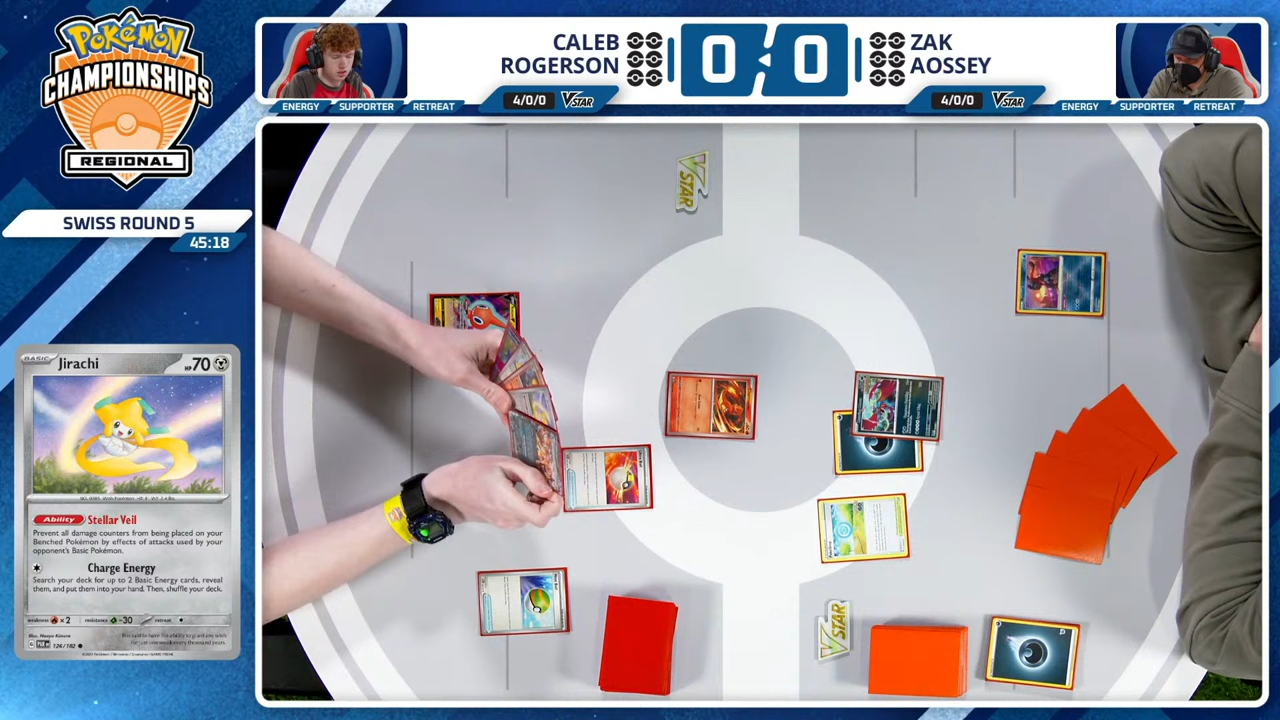 Pokémon
CHAMPIONSHIPS
REGIONAL
SWISS ROUND 5
45:18
CALEB
ROGERSON
0
0
ZAK
AOSSEY
ENERGY
SUPPORTER
RETREAT
4/0/0
VSTAR
4/0/0
VSTAR
ENERGY
SUPPORTER
RETREAT
VSTAR
VSTAR
BASIC
Jirachi
HP 70
Ability
Stellar Veil
Prevent all damage counters from being placed on your
Benched Pokémon by effects of attacks used by your
opponent's Basic Pokémon.
Charge Energy
Search your deck for up to 2 Basic Energy cards, reveal
them, and put them into your hand. Then, shuffle your deck.
weakness
×2
resistance
-30
retreat
126/182